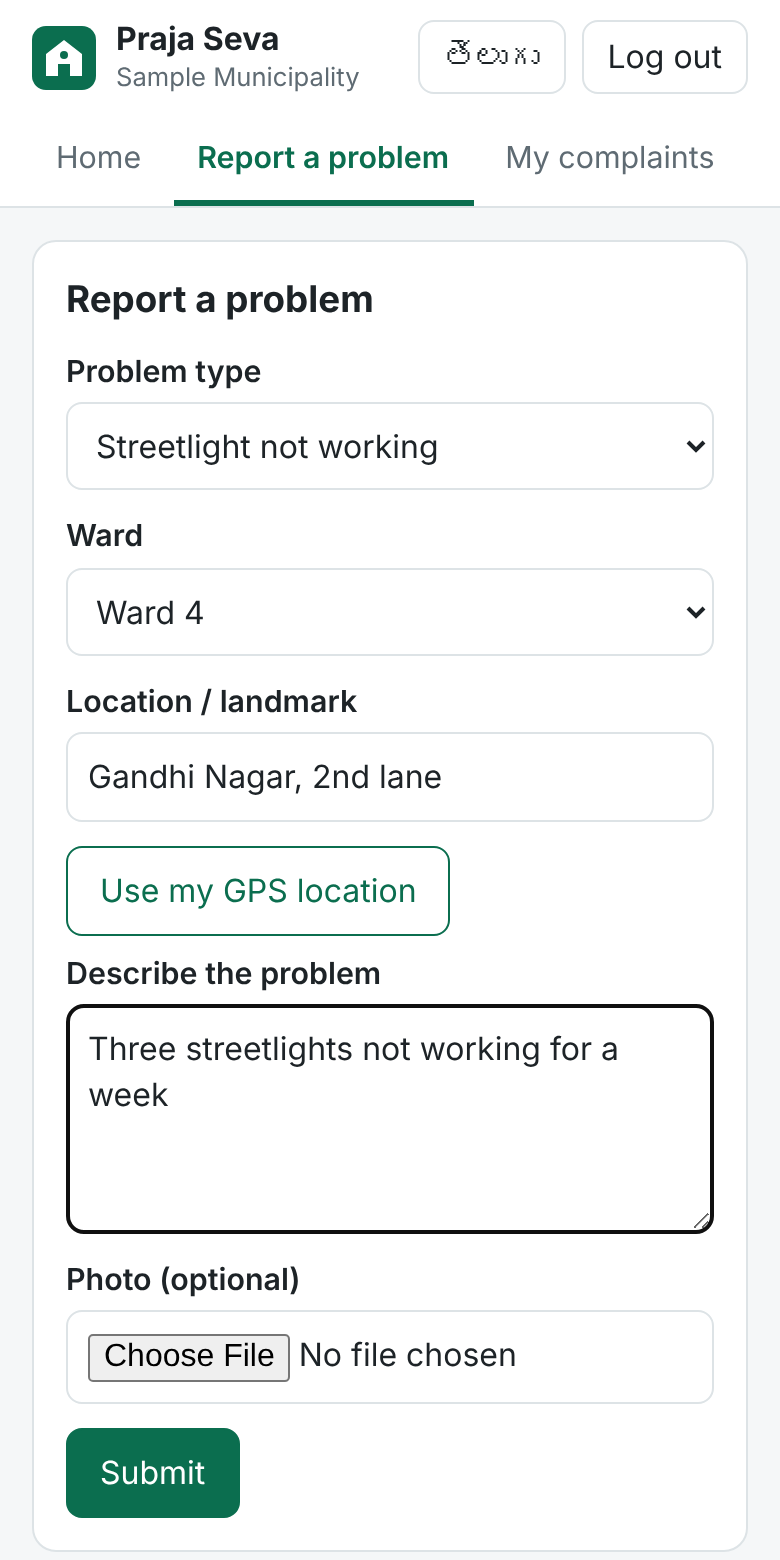 Praja Seva
Sample Municipality
తెలుగు
Log out
Home
Report a problem
My complaints
Report a problem
Problem type
Streetlight not working
Ward
Ward 4
Location / landmark
Gandhi Nagar, 2nd lane
Use my GPS location
Describe the problem
Three streetlights not working for a
week
Photo (optional)
Choose File No file chosen
Submit